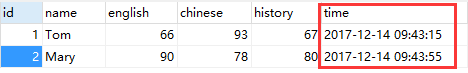 id name english chinese history time
1 Tom 66 93 67 2017-12-14 09:43:15
2 Mary 90 78 80 2017-12-14 09:43:55